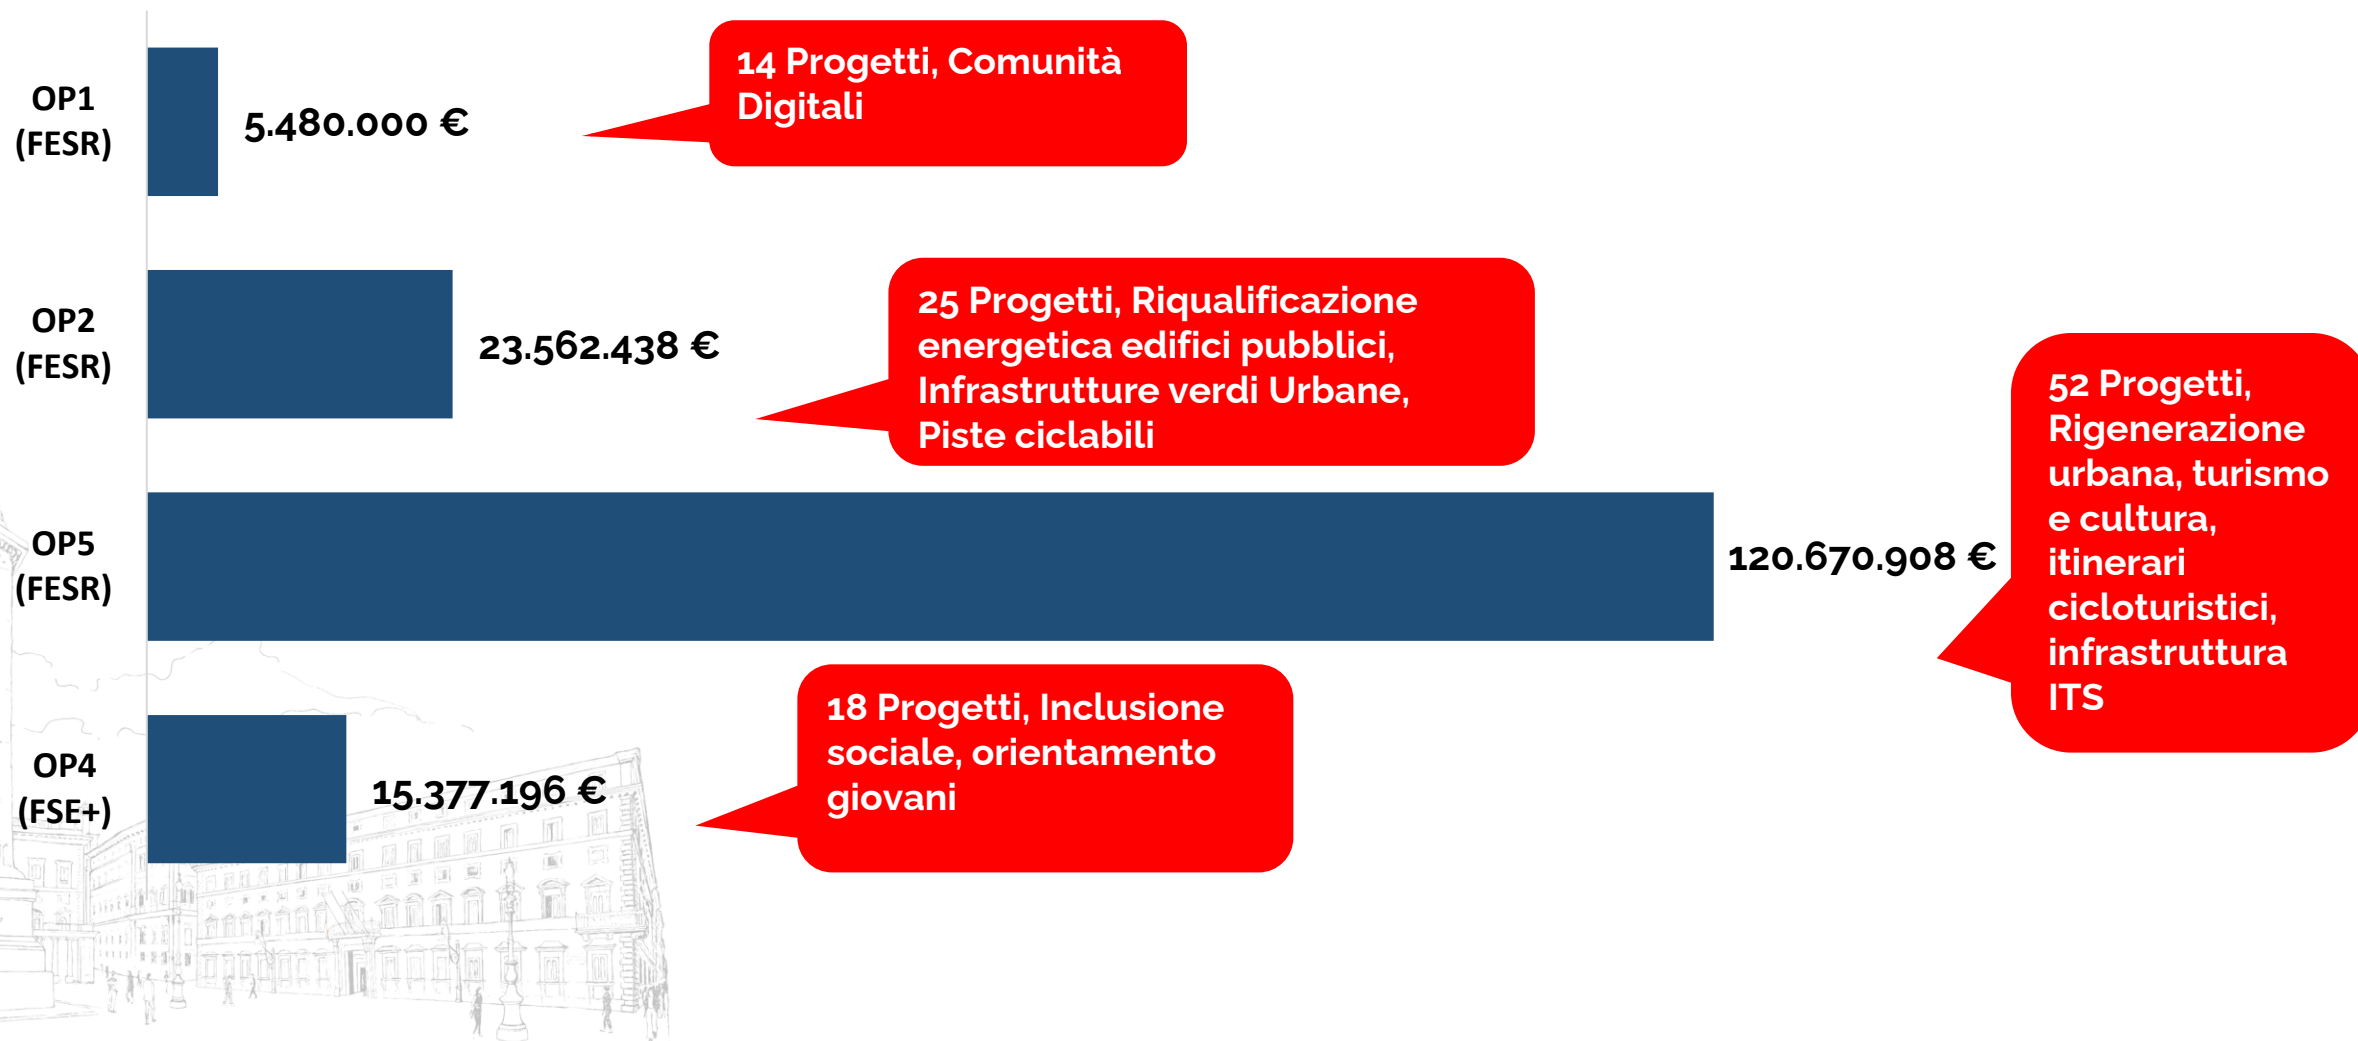 OP1
(FESR)
5.480.000 €
14 Progetti, Comunità
Digitali
OP2
(FESR)
23.562.438 €
25 Progetti, Riqualificazione
energetica edifici pubblici,
Infrastrutture verdi Urbane,
Piste ciclabili
OP5
(FESR)
120.670.908 €
52 Progetti,
Rigenerazione
urbana, turismo
e cultura,
itinerari
cicloturistici,
infrastruttura
ITS
OP4
(FSE+)
15.377.196 €
18 Progetti, Inclusione
sociale, orientamento
giovani